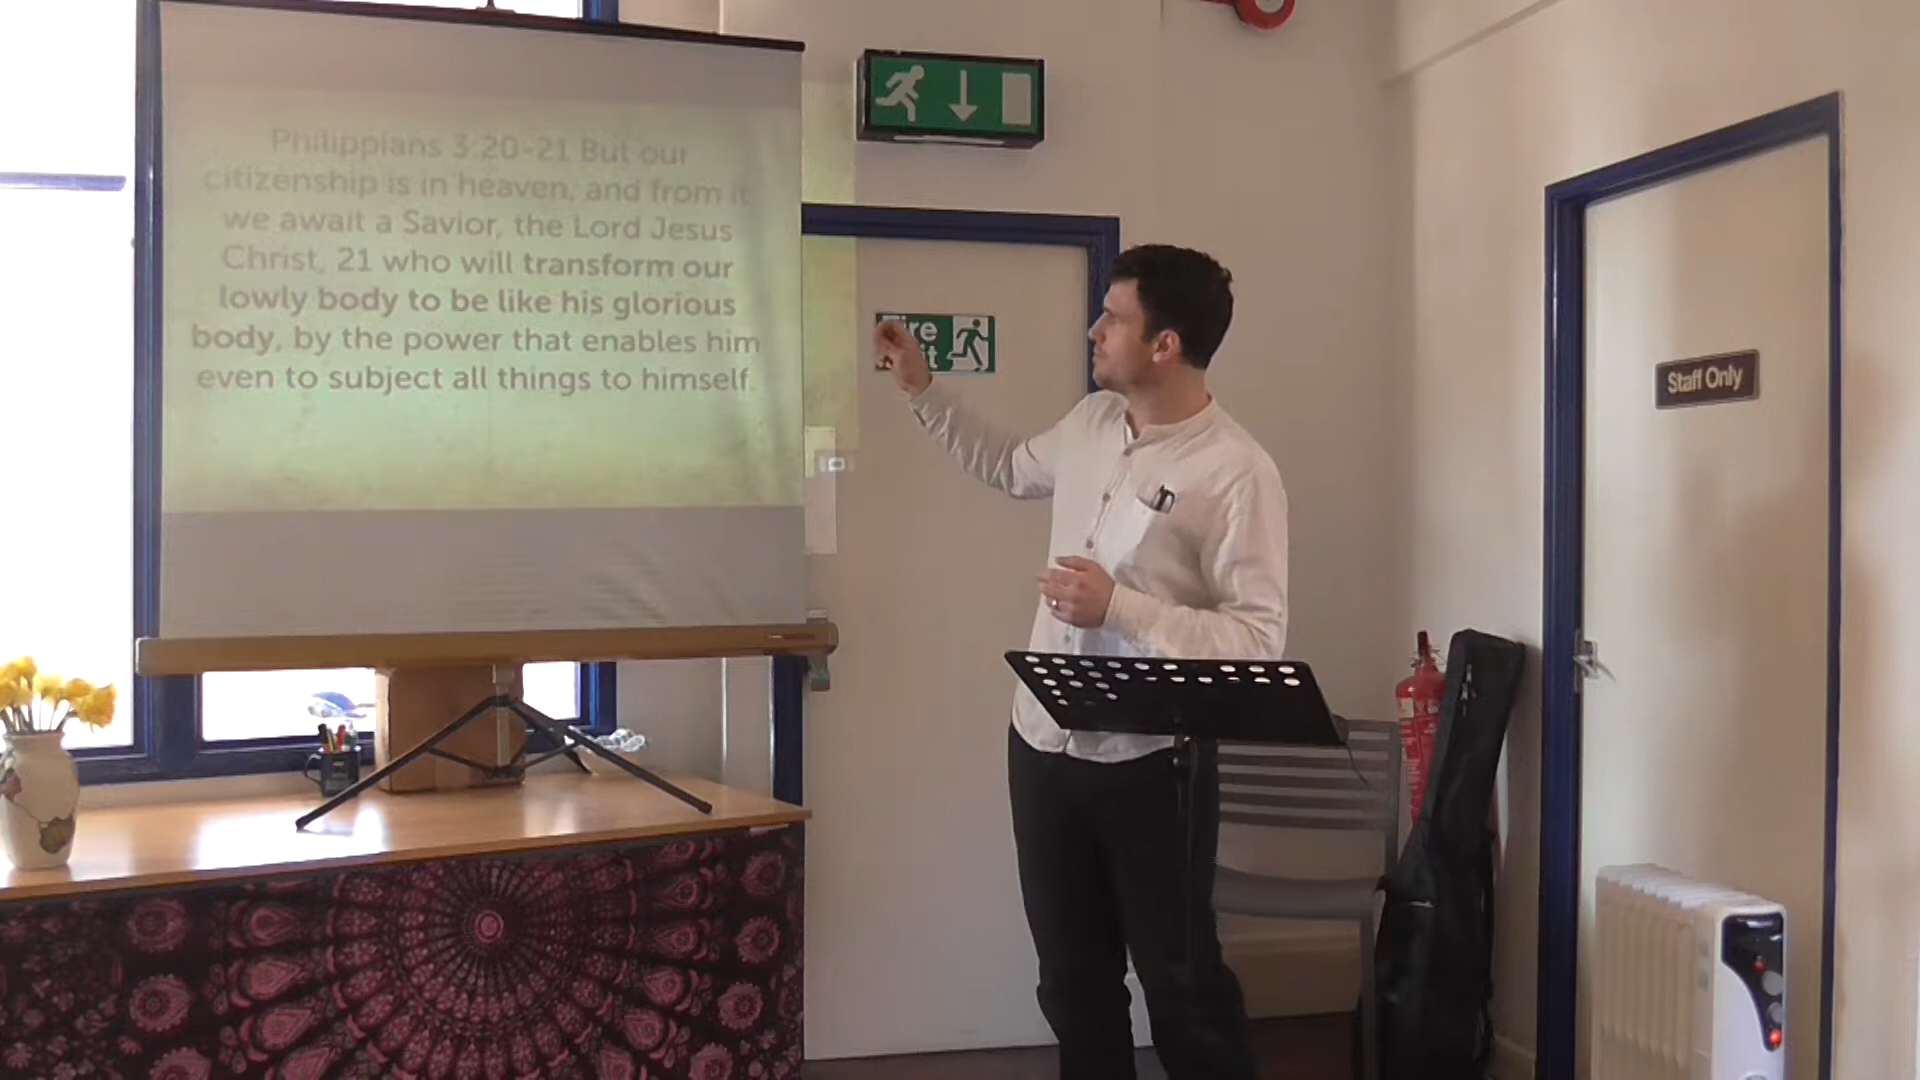 Philippians 3:20-21 But our
citizenship is in heaven, and from it
we await a Savior, the Lord Jesus
Christ, 21 who will transform our
lowly body to be like his glorious
body, by the power that enables him
even to subject all things to himself.
Staff Only